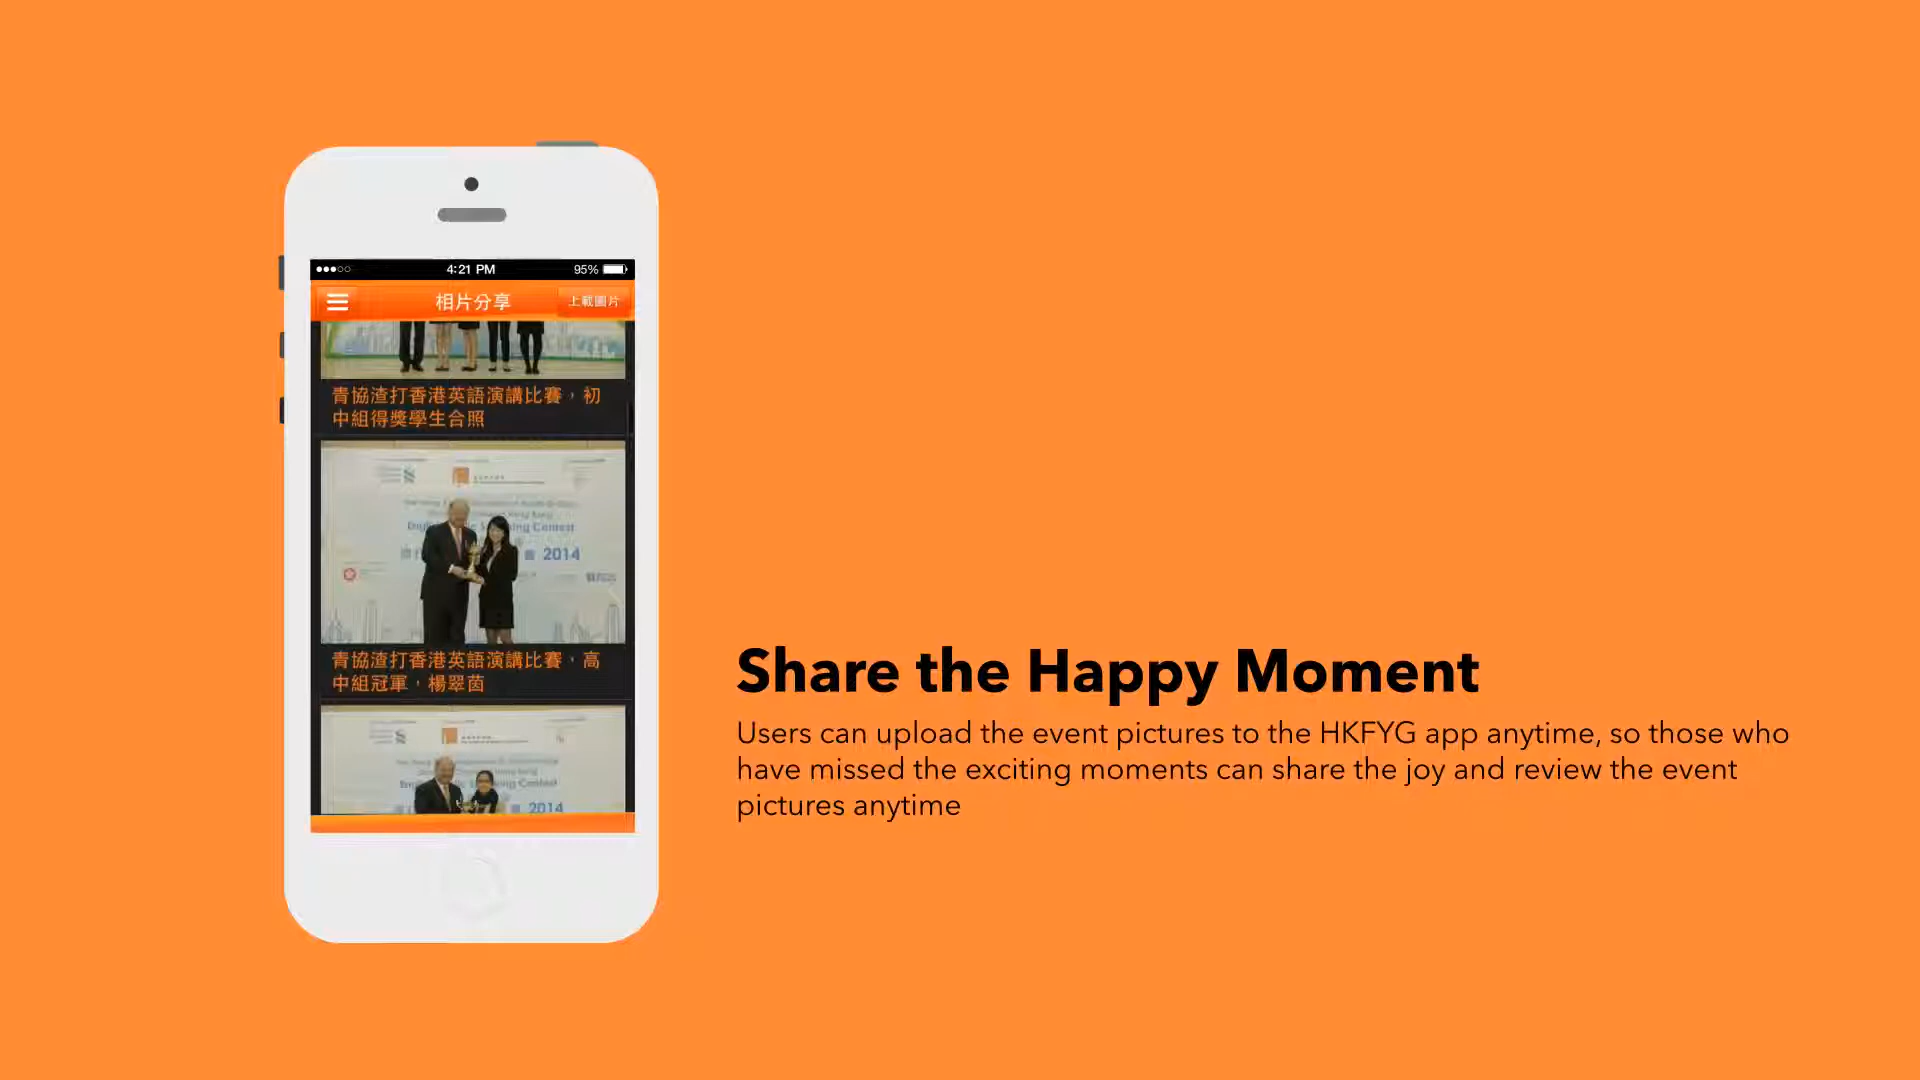 4:21 PM
95%
相片分享
上載圖片
青協渣打香港英語演講比賽，初
中組得獎學生合照
2014
青協渣打香港英語演講比賽，高
中組冠軍，楊翠茵
2014
Share the Happy Moment
Users can upload the event pictures to the HKFYG app anytime, so those who
have missed the exciting moments can share the joy and review the event
pictures anytime